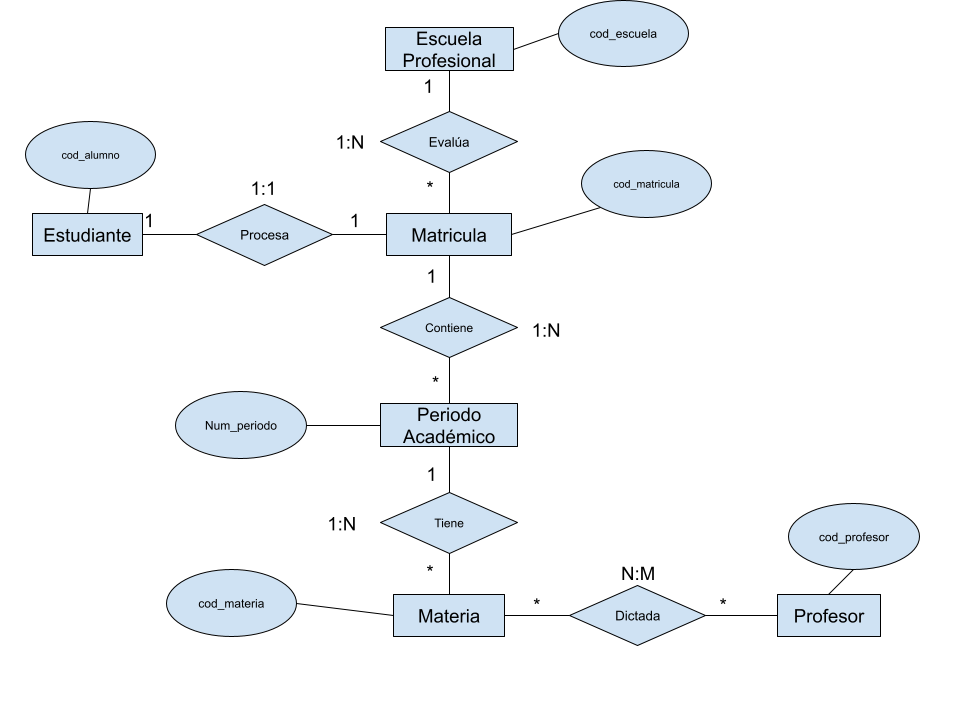 Escuela
Profesional
cod_escuela
1
1:N
Evalúa
*
cod_alumno
cod_matricula
1:1
Estudiante
1
Procesa
1
Matricula
1
Contiene
1:N
*
Num_periodo
Periodo
Académico
1
1:N
Tiene
*
cod_profesor
N:M
cod_materia
Materia
*
Dictada
*
Profesor